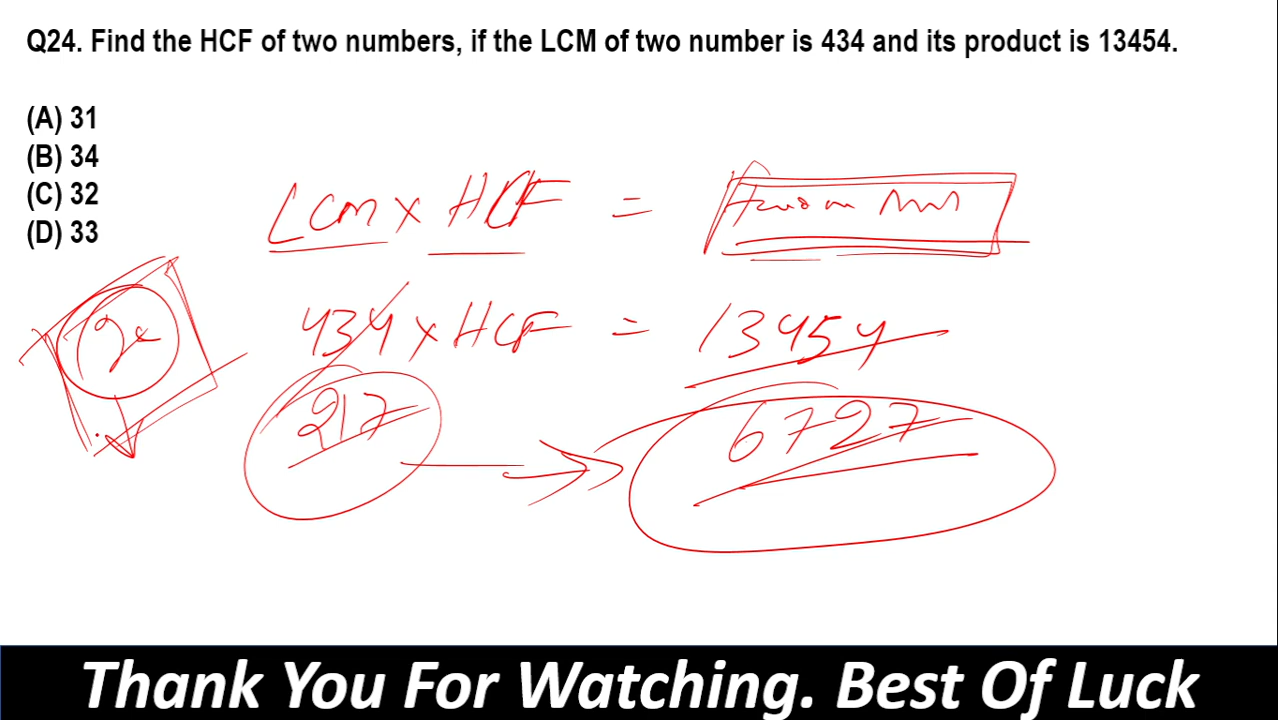 Q24. Find the HCF of two numbers, if the LCM of two number is 434 and its product is 13454.
(A) 31
(B) 34
(C) 32
(D) 33
LCM x HCF =
434 x HCF = 13454
217 6727
Thank You For Watching. Best Of Luck